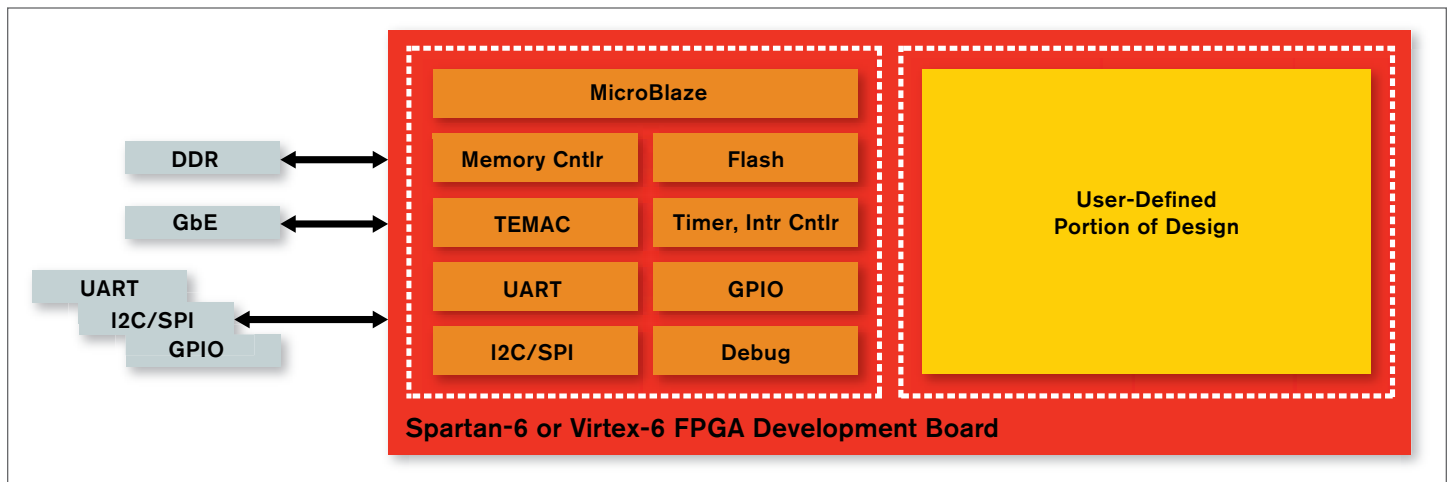 MicroBlaze
DDR
Memory Cntlr
Flash
GbE
TEMAC
Timer, Intr Cntlr
UART
I2C/SPI
GPIO
UART
GPIO
I2C/SPI
Debug
User-Defined
Portion of Design
Spartan-6 or Virtex-6 FPGA Development Board